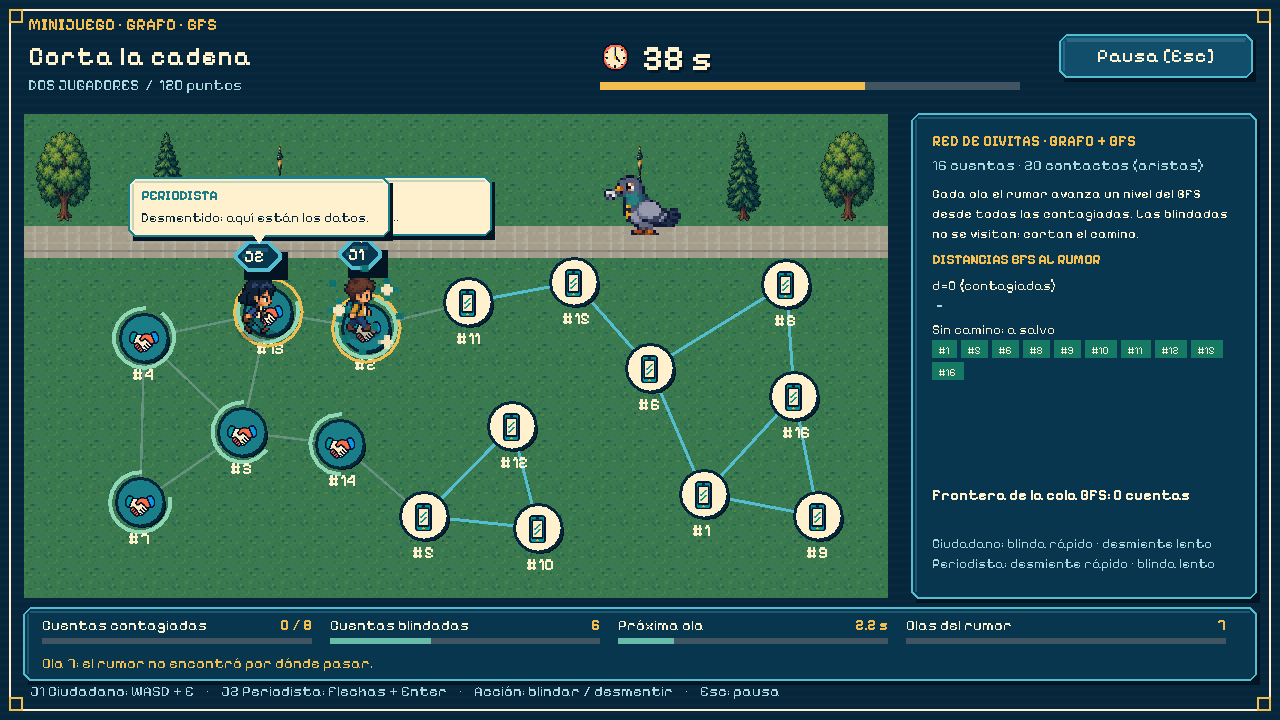 MINIJUEGO · GRAFO · BFS
Corta la cadena
DOS JUGADORES / 180 puntos
38 s
Pausa (Esc)
PERIODISTA
Desmentido: aquí están los datos.
..
J2
J1
#4
#13
#2
#11
#15
#8
#6
#16
#3
#14
#12
#7
#5
#10
#1
#9
RED DE CIVITAS · GRAFO + BFS
16 cuentas · 20 contactos (aristas)
Cada ola el rumor avanza un nivel del BFS
desde todas las contagiadas. Las blindadas
no se visitan: cortan el camino.
DISTANCIAS BFS AL RUMOR
d=0 (contagiadas)
-
Sin camino: a salvo
#1 #5 #6 #8 #9 #10 #11 #12 #15
#16
Frontera de la cola BFS: 0 cuentas
Ciudadano: blinda rápido · desmiente lento
Periodista: desmiente rápido · blinda lento
Cuentas contagiadas 0 / 8
Cuentas blindadas 6
Próxima ola 2.2 s
Olas del rumor 7
Ola 7: el rumor no encontró por dónde pasar.
J1 Ciudadano: WASD + E · J2 Periodista: Flechas + Enter · Acción: blindar / desmentir · Esc: pausa